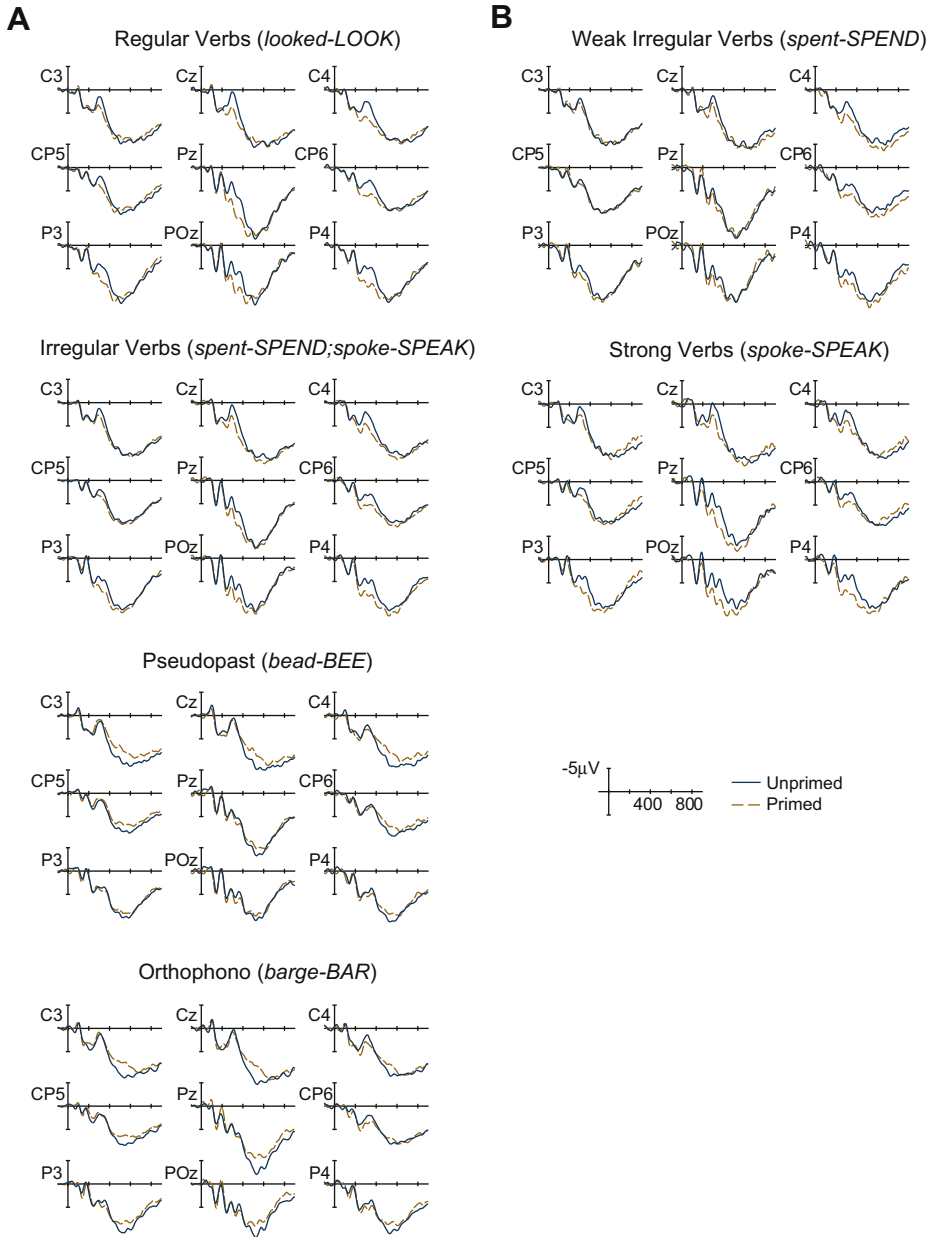 A
Regular Verbs (looked-LOOK)
C3 Cz C4
CP5 Pz CP6
P3 POz P4
Irregular Verbs (spent-SPEND;spoke-SPEAK)
C3 Cz C4
CP5 Pz CP6
P3 POz P4
Pseudopast (bead-BEE)
C3 Cz C4
CP5 Pz CP6
P3 POz P4
Orthophono (barge-BAR)
C3 Cz C4
CP5 Pz CP6
P3 POz P4
B
Weak Irregular Verbs (spent-SPEND)
C3 Cz C4
CP5 Pz CP6
P3 POz P4
Strong Verbs (spoke-SPEAK)
C3 Cz C4
CP5 Pz CP6
P3 POz P4
-5μV
400 800
Unprimed
Primed